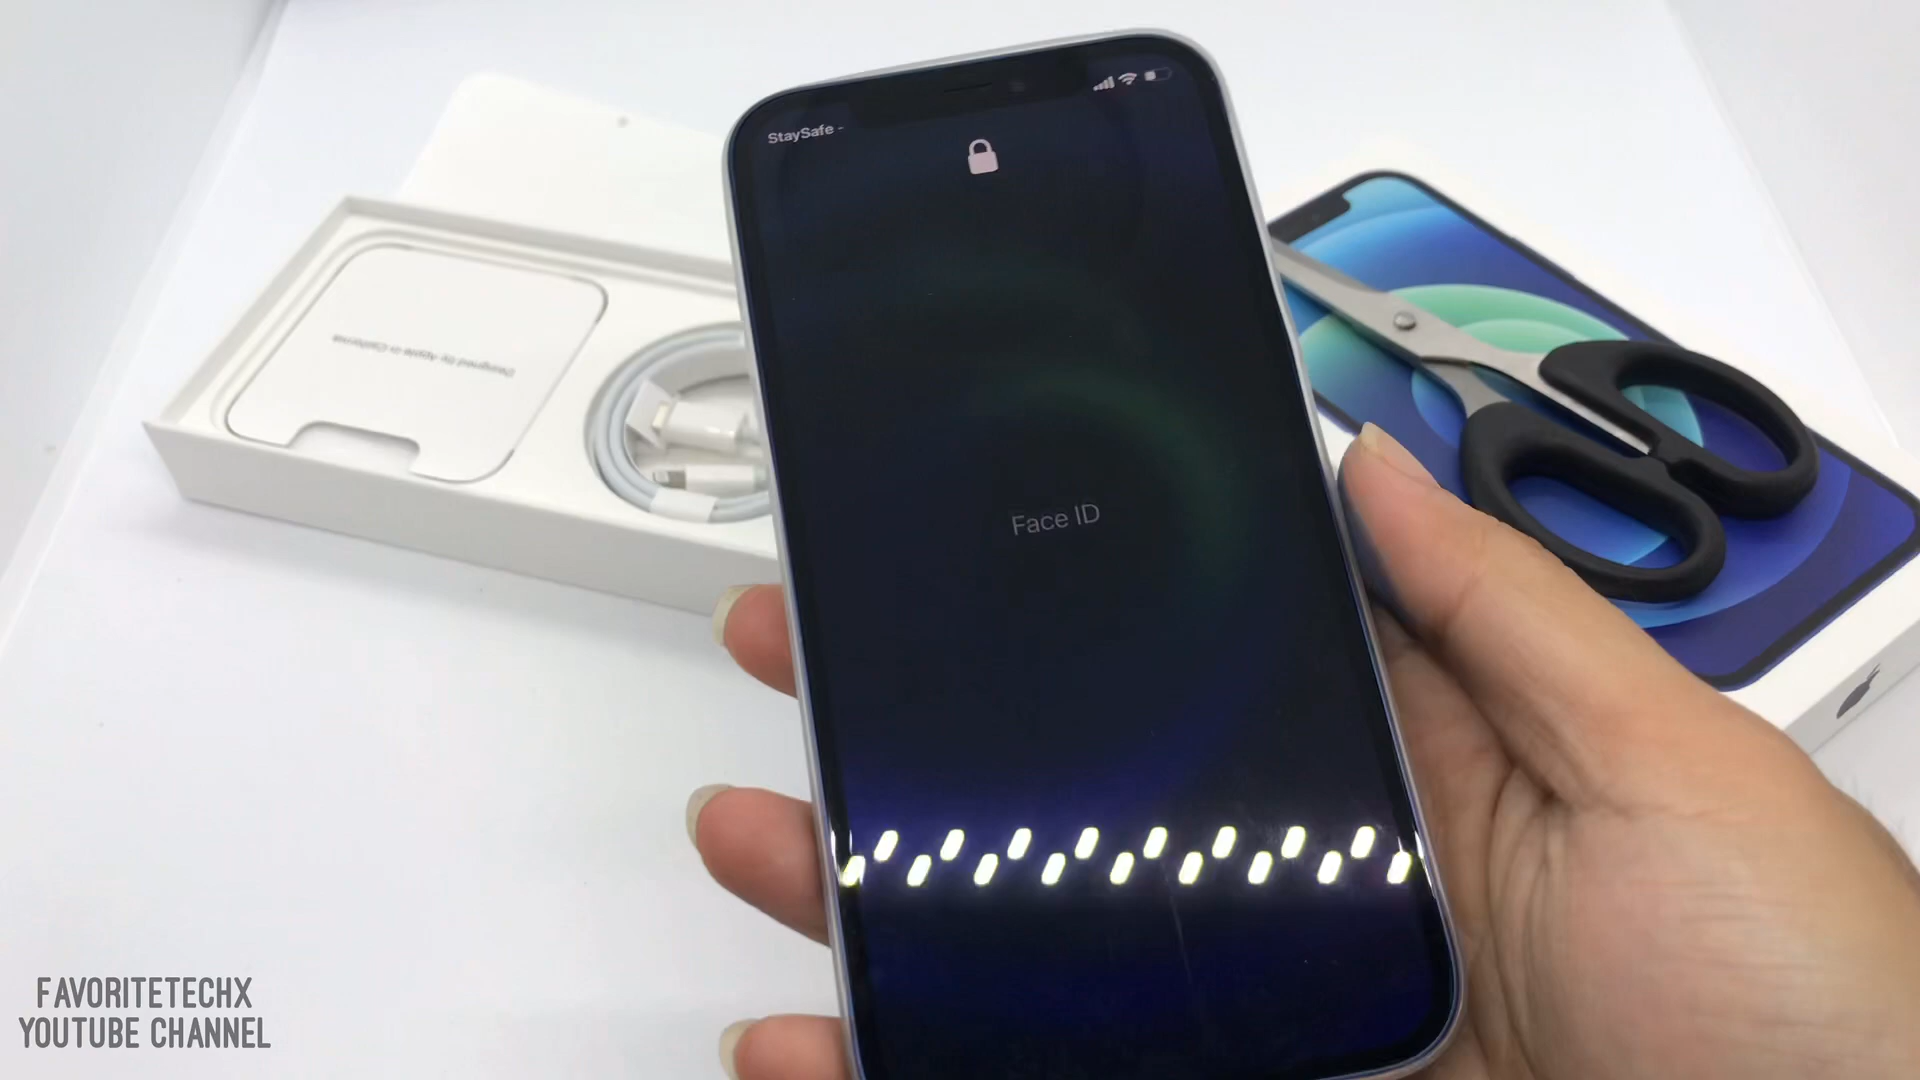 StaySafe -
Designed by Apple in California
Face ID
FAVORITETECHX
YOUTUBE CHANNEL